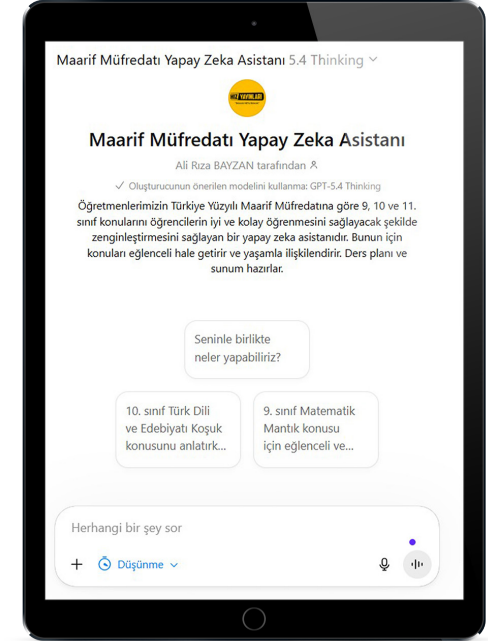 Maarif Müfredatı Yapay Zeka Asistanı 5.4 Thinking
YAYINLARI
Maarif Müfredatı Yapay Zeka Asistanı
Ali Rıza BAYZAN tarafından
Oluşturucunun önerilen modelini kullanma: GPT-5.4 Thinking
Öğretmenlerimizin Türkiye Yüzyılı Maarif Müfredatına göre 9, 10 ve 11.
sınıf konularını öğrencilerin iyi ve kolay öğrenmesini sağlayacak şekilde
zenginleştirmesini sağlayan bir yapay zeka asistanıdır. Bunun için
konuları eğlenceli hale getirir ve yaşamla ilişkilendirir. Ders planı ve
sunum hazırlar.
Seninle birlikte
neler yapabiliriz?
10. sınıf Türk Dili
ve Edebiyatı Koşuk
konusunu anlatırk...
9. sınıf Matematik
Mantık konusu
için eğlenceli ve...
Herhangi bir şey sor
Düşünme